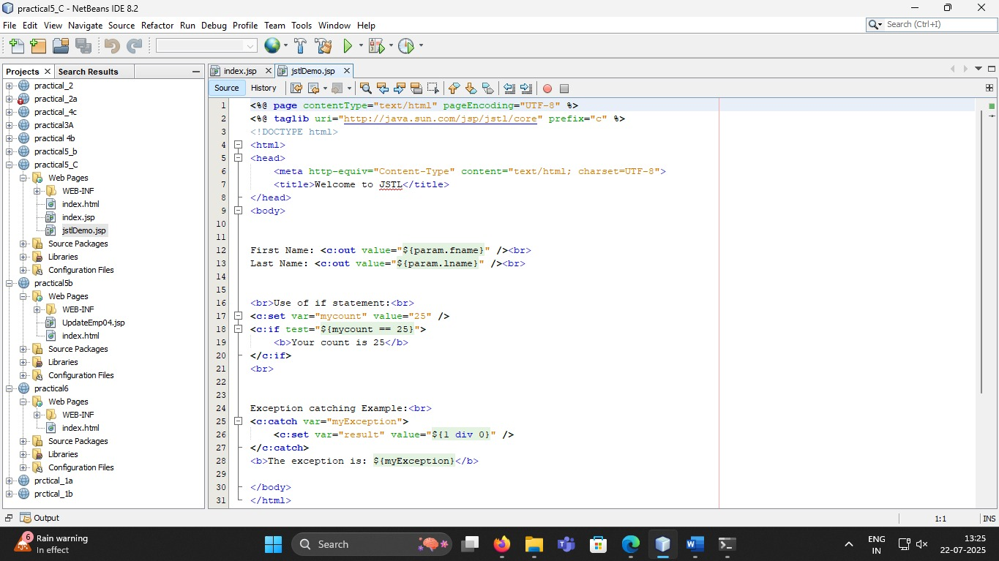 practical5_C - NetBeans IDE 8.2
File Edit View Navigate Source Refactor Run Debug Profile Team Tools Window Help
Search (Ctrl+I)
Projects
Search Results
practical_2
practical_2a
practical_4c
practical3A
practical 4b
practical5_b
practical5_C
Web Pages
WEB-INF
index.html
index.jsp
jstlDemo.jsp
Source Packages
Libraries
Configuration Files
practical5b
Web Pages
WEB-INF
UpdateEmp04.jsp
index.html
Source Packages
Libraries
Configuration Files
practical6
Web Pages
WEB-INF
index.html
Source Packages
Libraries
Configuration Files
prctical_1a
prctical_1b
index.jsp
jstlDemo.jsp
Source History
1 <%@ page contentType="text/html" pageEncoding="UTF-8" %>
2 <%@ taglib uri="http://java.sun.com/jsp/jstl/core" prefix="c" %>
3 <!DOCTYPE html>
4 <html>
5 <head>
6 <meta http-equiv="Content-Type" content="text/html; charset=UTF-8">
7 <title>Welcome to JSTL</title>
8 </head>
9 <body>
10
11
12 First Name: <c:out value="${param.fname}" /><br>
13 Last Name: <c:out value="${param.lname}" /><br>
14
15
16 <br>Use of if statement:<br>
17 <c:set var="mycount" value="25" />
18 <c:if test="${mycount == 25}">
19 <b>Your count is 25</b>
20 </c:if>
21 <br>
22
23
24 Exception catching Example:<br>
25 <c:catch var="myException">
26 <c:set var="result" value="${1 div 0}" />
27 </c:catch>
28 <b>The exception is: ${myException}</b>
29
30 </body>
31 </html>
Output
1:1
INS
6
Rain warning
In effect
Search
ENG
IN
13:25
22-07-2025